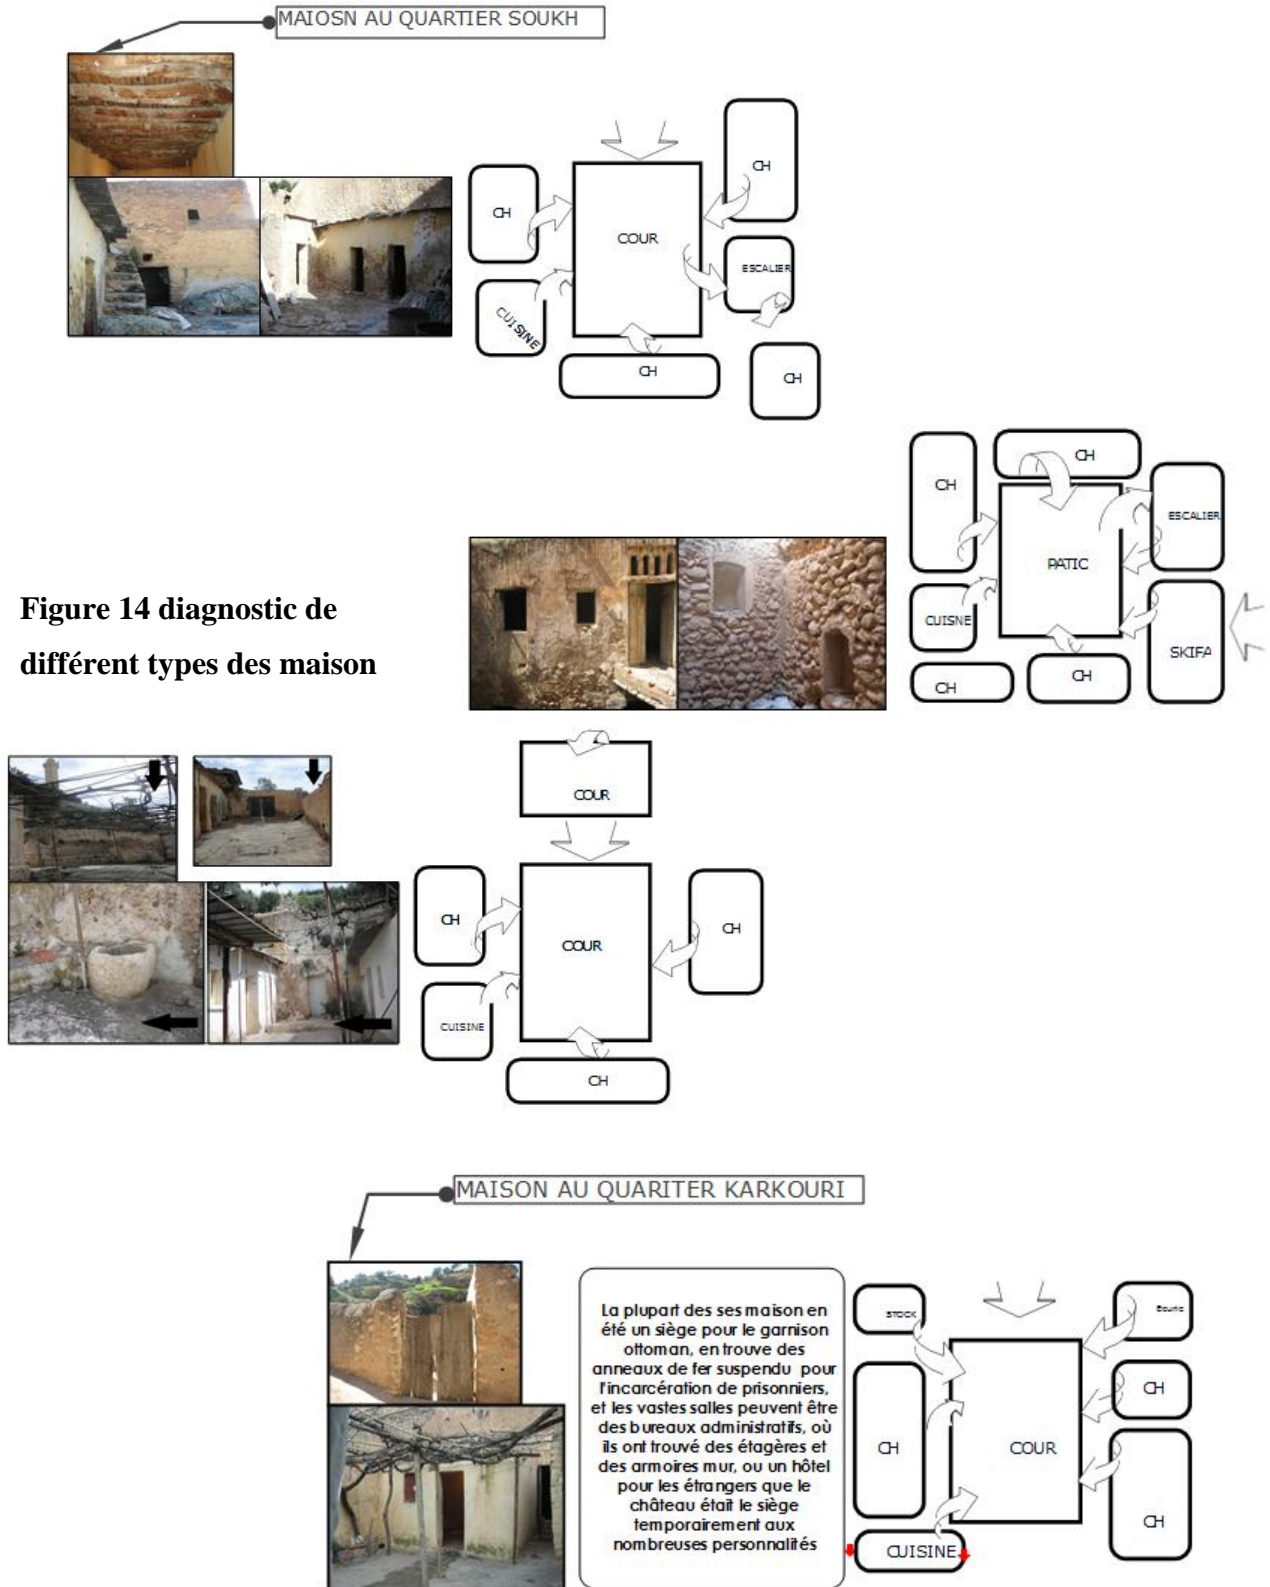 MAIOSN AU QUARTIER SOUKH
CH
CH
COUR
ESCALIER
CUISINE
CH
CH
CH
CH
ESCALIER
PATIC
CUISNE
SKIFA
CH
CH
Figure 14 diagnostic de
différent types des maison
COUR
CH
CH
COUR
CUISINE
CH
MAISON AU QUARITER KARKOURI
La plupart des ses maison en
été un siège pour le garnison
ottoman, en trouve des
anneaux de fer suspendu pour
l'incarcération de prisonniers,
et les vastes salles peuvent être
des bureaux administratifs, où
ils ont trouvé des étagères et
des armoires mur, ou un hôtel
pour les étrangers que le
château était le siège
temporairement aux
nombreuses personnalités
STOCK
CH
CH
COUR
CH
CUISINE